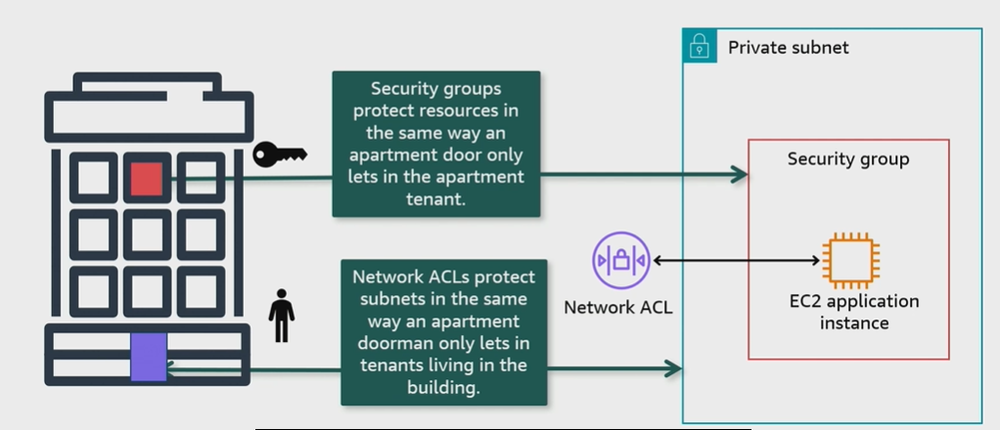 Security groups
protect resources in
the same way an
apartment door only
lets in the apartment
tenant.
Network ACLs protect
subnets in the same
way an apartment
doorman only lets in
tenants living in the
building.
Private subnet
Security group
Network ACL
EC2 application
instance